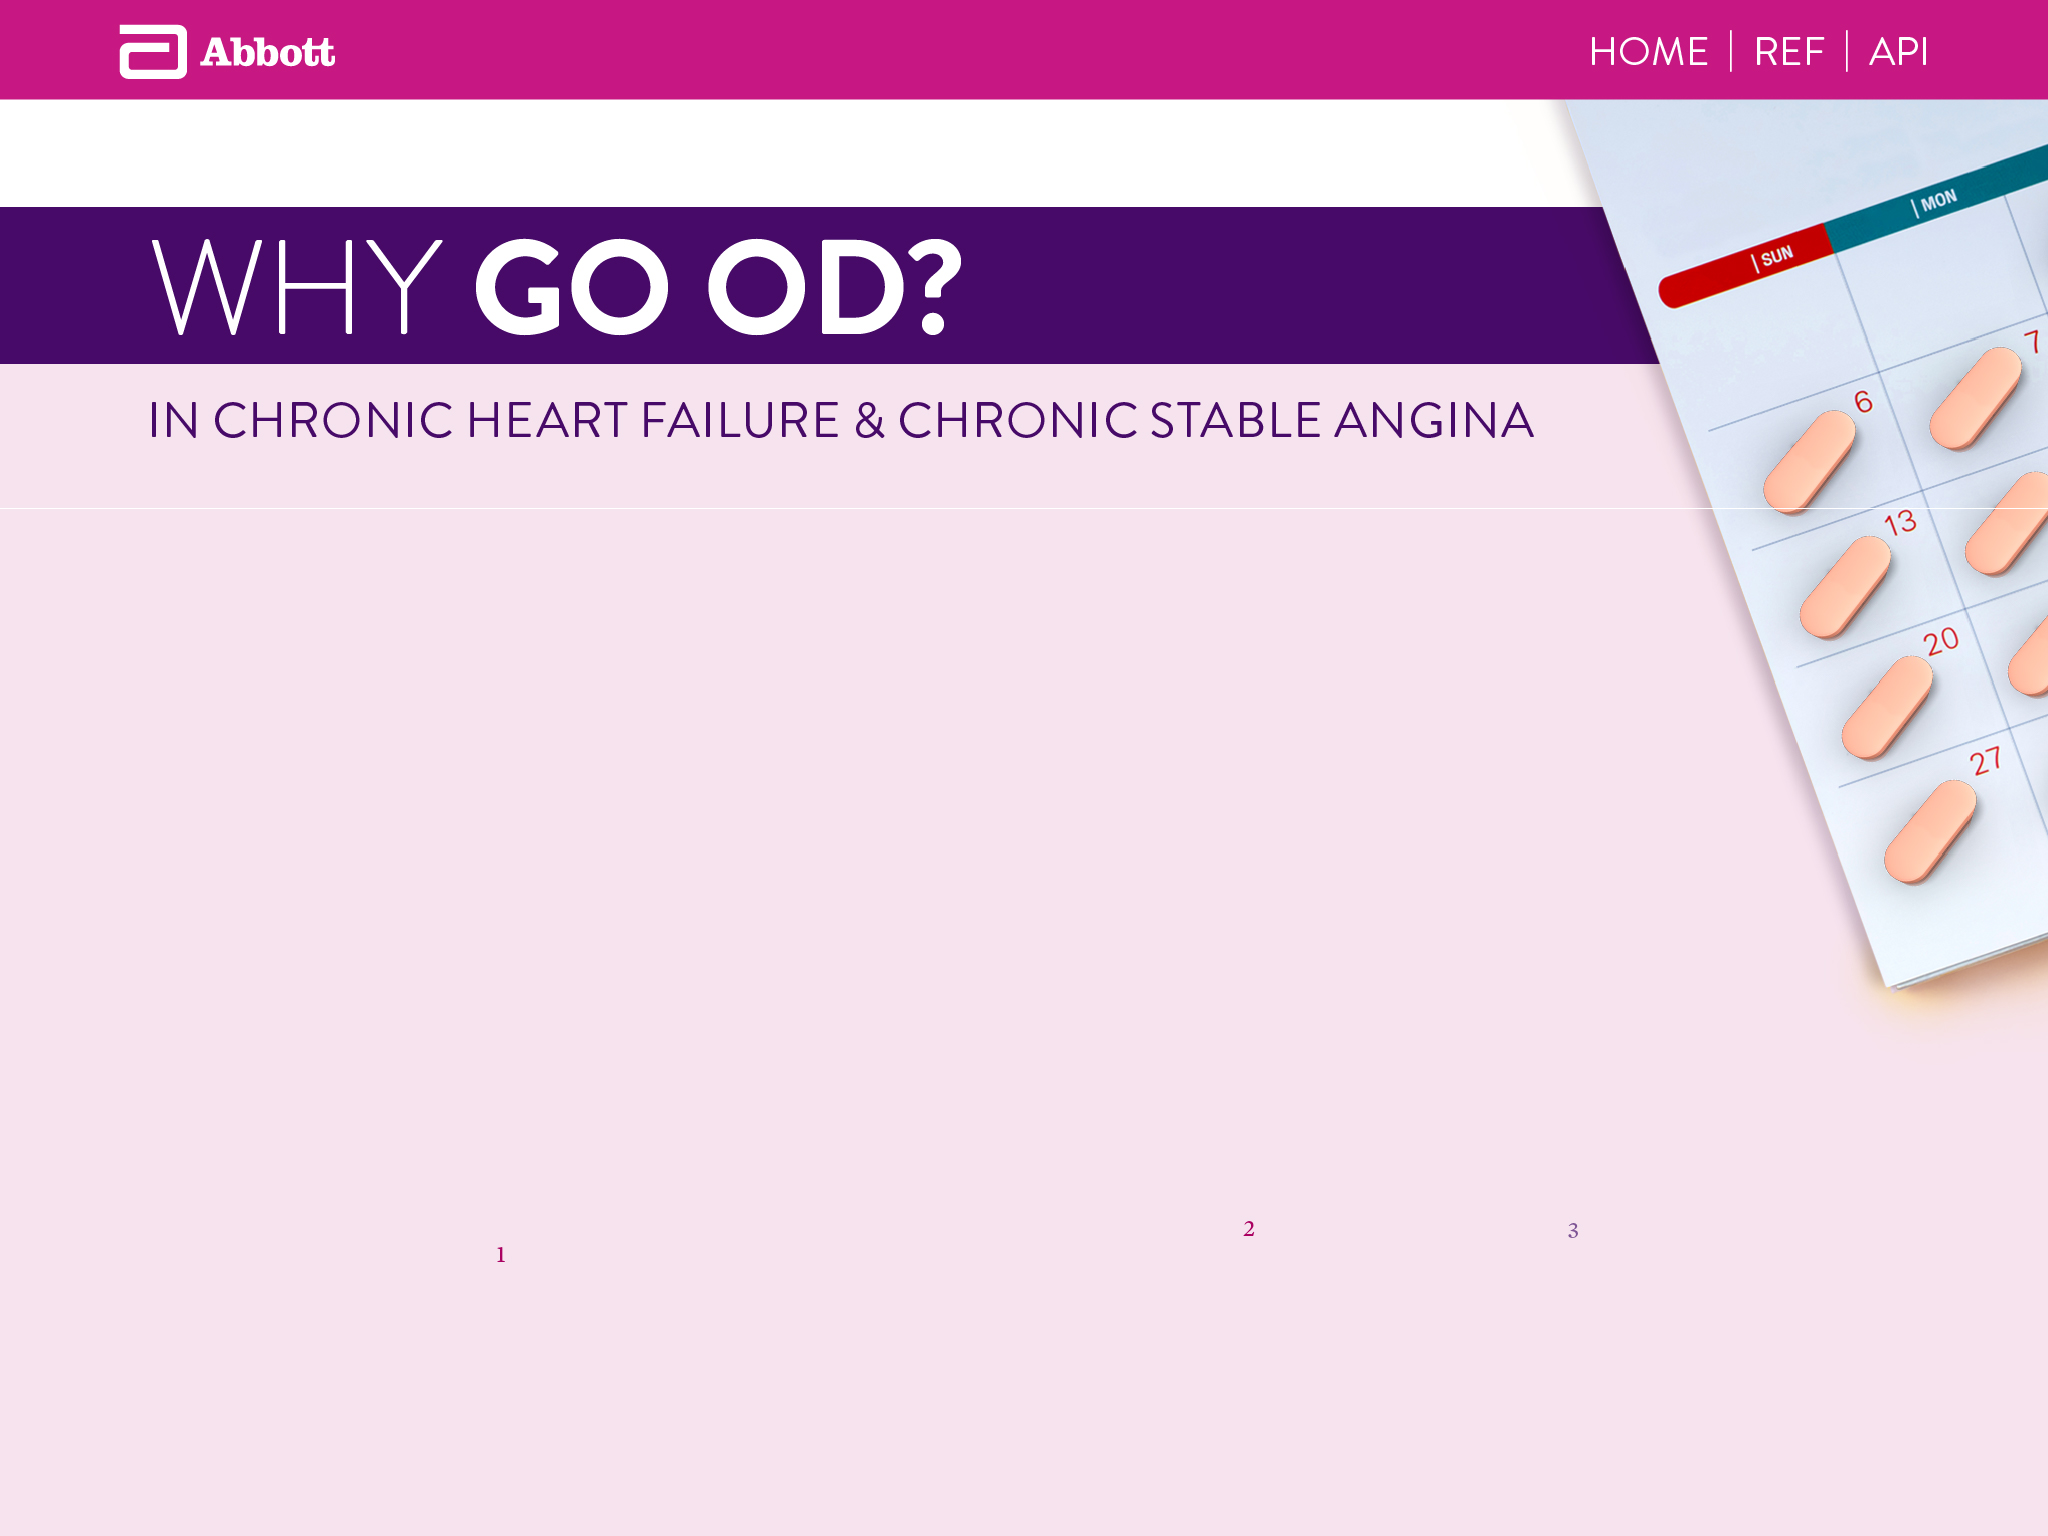 Abbott
HOME | REF | API
WHY GO OD?
IN CHRONIC HEART FAILURE & CHRONIC STABLE ANGINA
| SUN
| MON
7
6
13
20
27
2
3
1